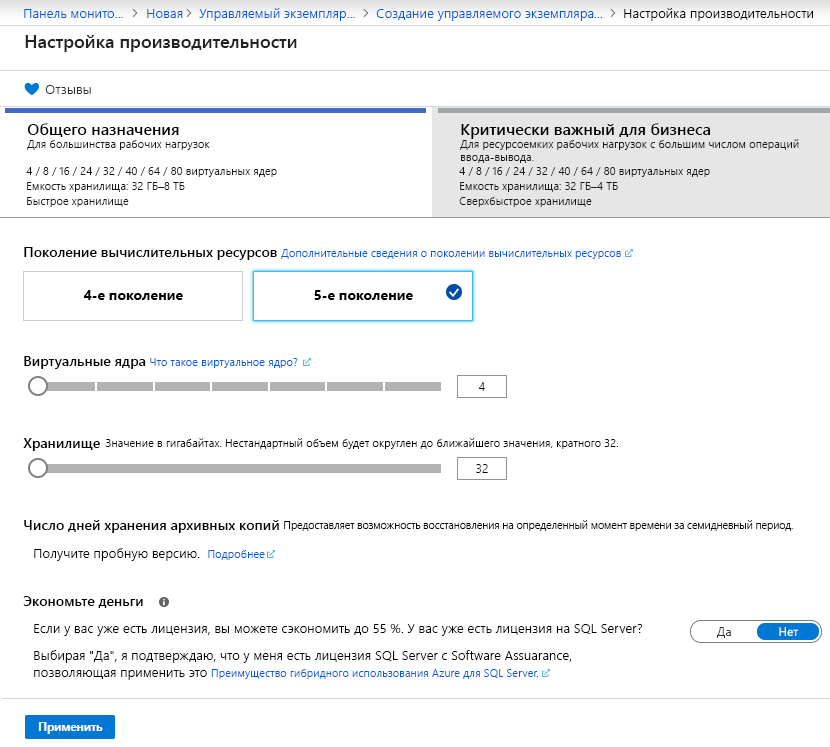 Панель монито... > Новая > Управляемый экземпляр... > Создание управляемого экземпляра... > Настройка производительности
Настройка производительности
Отзывы
Общего назначения
Для большинства рабочих нагрузок
4 / 8 / 16 / 24 / 32 / 40 / 64 / 80 виртуальных ядер
Емкость хранилища: 32 ГБ–8 ТБ
Быстрое хранилище
Критически важный для бизнеса
Для ресурсоемких рабочих нагрузок с большим числом операций
ввода-вывода.
4 / 8 / 16 / 24 / 32 / 40 / 64 / 80 виртуальных ядер
Емкость хранилища: 32 ГБ–4 ТБ
Сверхбыстрое хранилище
Поколение вычислительных ресурсов Дополнительные сведения о поколении вычислительных ресурсов
4-е поколение 5-е поколение
Виртуальные ядра Что такое виртуальное ядро?
4
Хранилище Значение в гигабайтах. Нестандартный объем будет округлен до ближайшего значения, кратного 32.
32
Число дней хранения архивных копий Предоставляет возможность восстановления на определенный момент времени за семидневный период.
Получите пробную версию. Подробнее
Экономьте деньги
Если у вас уже есть лицензия, вы можете сэкономить до 55 %. У вас уже есть лицензия на SQL Server? Да Нет
Выбирая "Да", я подтверждаю, что у меня есть лицензия SQL Server с Software Assurance,
позволяющая применить это Преимущество гибридного использования Azure для SQL Server.
Применить